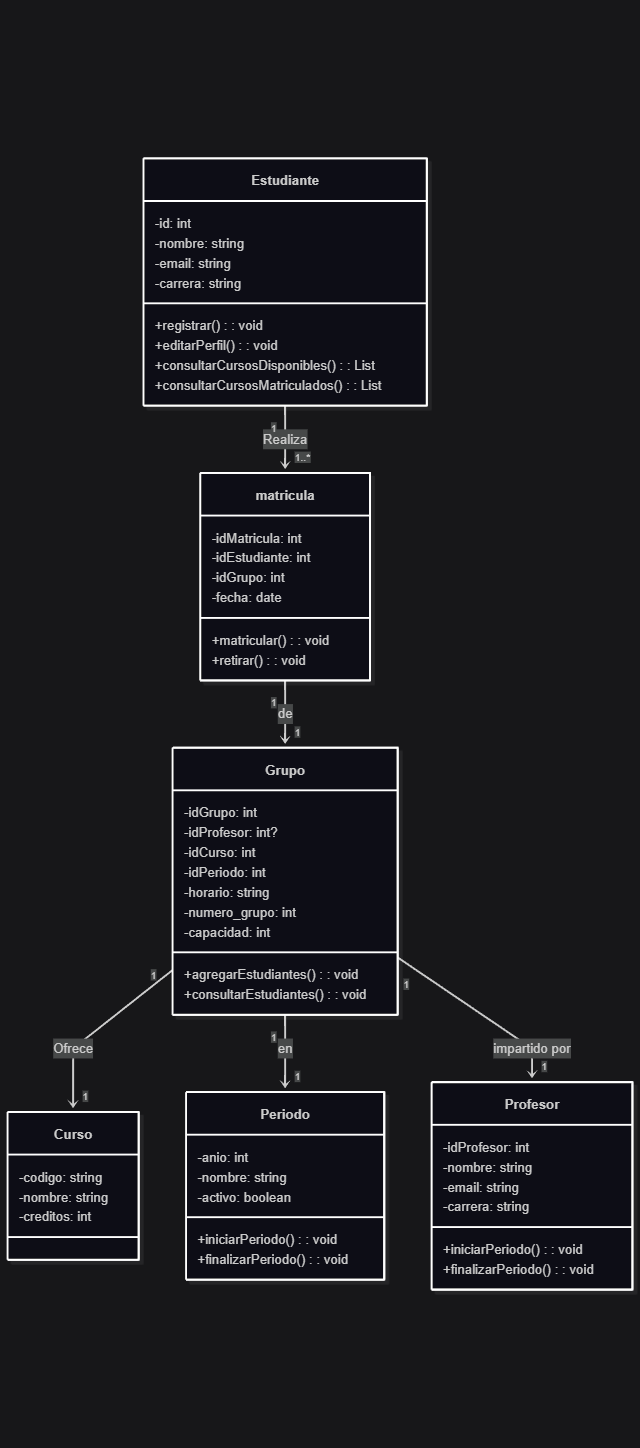 Estudiante
-id: int
-nombre: string
-email: string
-carrera: string
+registrar() : : void
+editarPerfil() : : void
+consultarCursosDisponibles() : : List
+consultarCursosMatriculados() : : List
1
Realiza
1..*
matricula
-idMatricula: int
-idEstudiante: int
-idGrupo: int
-fecha: date
+matricular() : : void
+retirar() : : void
1
de
1
Grupo
-idGrupo: int
-idProfesor: int?
-idCurso: int
-idPeriodo: int
-horario: string
-numero_grupo: int
-capacidad: int
+agregarEstudiantes() : : void
+consultarEstudiantes() : : void
1
Ofrece
1
1
en
1
1
impartido por
1
Curso
-codigo: string
-nombre: string
-creditos: int
Periodo
-anio: int
-nombre: string
-activo: boolean
+iniciarPeriodo() : : void
+finalizarPeriodo() : : void
Profesor
-idProfesor: int
-nombre: string
-email: string
-carrera: string
+iniciarPeriodo() : : void
+finalizarPeriodo() : : void